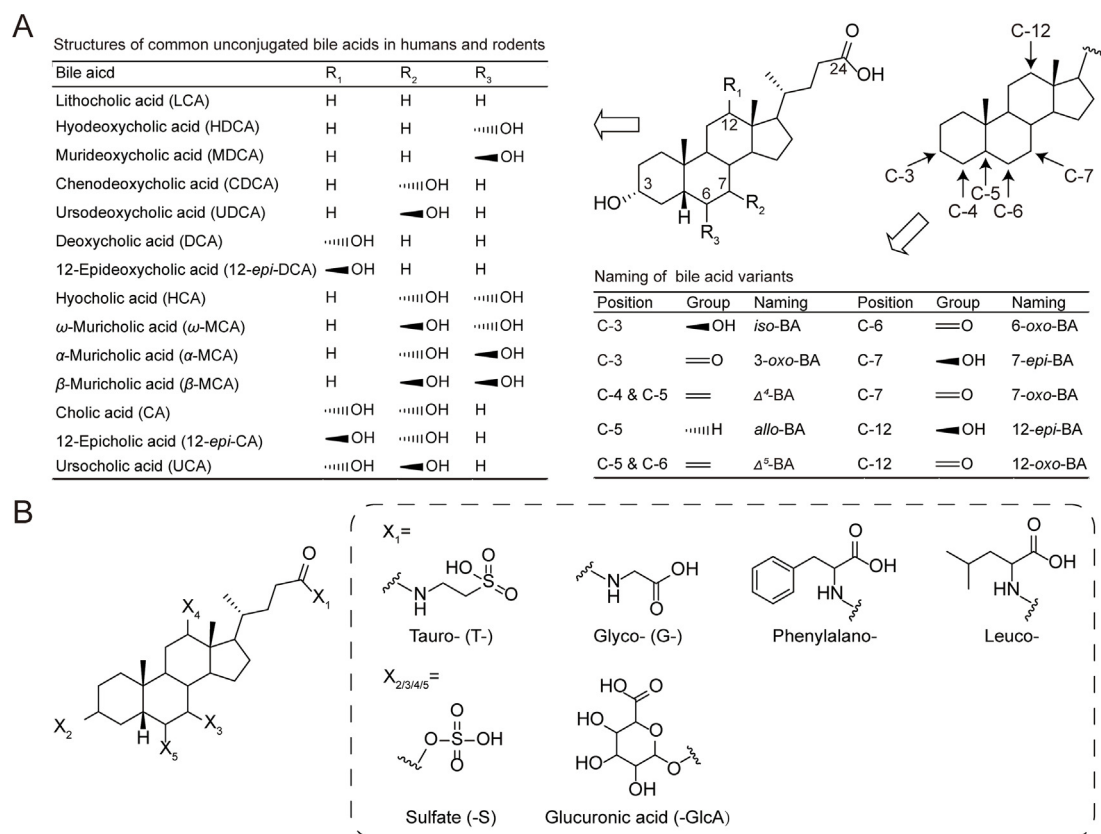 A
Structures of common unconjugated bile acids in humans and rodents
Bile aicd R1 R2 R3
Lithocholic acid (LCA) H H H
Hyodeoxycholic acid (HDCA) H H OH
Murideoxycholic acid (MDCA) H H OH
Chenodeoxycholic acid (CDCA) H OH H
Ursodeoxycholic acid (UDCA) H OH H
Deoxycholic acid (DCA) OH H H
12-Epideoxycholic acid (12-epi-DCA) OH H H
Hyocholic acid (HCA) H OH OH
ω-Muricholic acid (ω-MCA) H OH OH
α-Muricholic acid (α-MCA) H OH OH
β-Muricholic acid (β-MCA) H OH OH
Cholic acid (CA) OH OH H
12-Epicholic acid (12-epi-CA) OH OH H
Ursocholic acid (UCA) OH OH H
O
24
OH
R1
12
3
7
6
HO
H
R2
R3
C-12
C-3
C-7
C-5
C-4
C-6
Naming of bile acid variants
Position Group Naming Position Group Naming
C-3 OH iso-BA C-6 O 6-oxo-BA
C-3 O 3-oxo-BA C-7 OH 7-epi-BA
C-4 & C-5 Δ⁴-BA C-7 O 7-oxo-BA
C-5 H allo-BA C-12 OH 12-epi-BA
C-5 & C-6 Δ⁵-BA C-12 O 12-oxo-BA
B
O
X1
X4
X2
H
X3
X5
X1=
HO O
S
O
N
H
N
H
OH
O
O
OH
HN
O
OH
HN
Tauro- (T-) Glyco- (G-) Phenylalano- Leuco-
X2/3/4/5=
O
O S OH
O
HO O
HO O
HO O
OH
Sulfate (-S) Glucuronic acid (-GlcA)